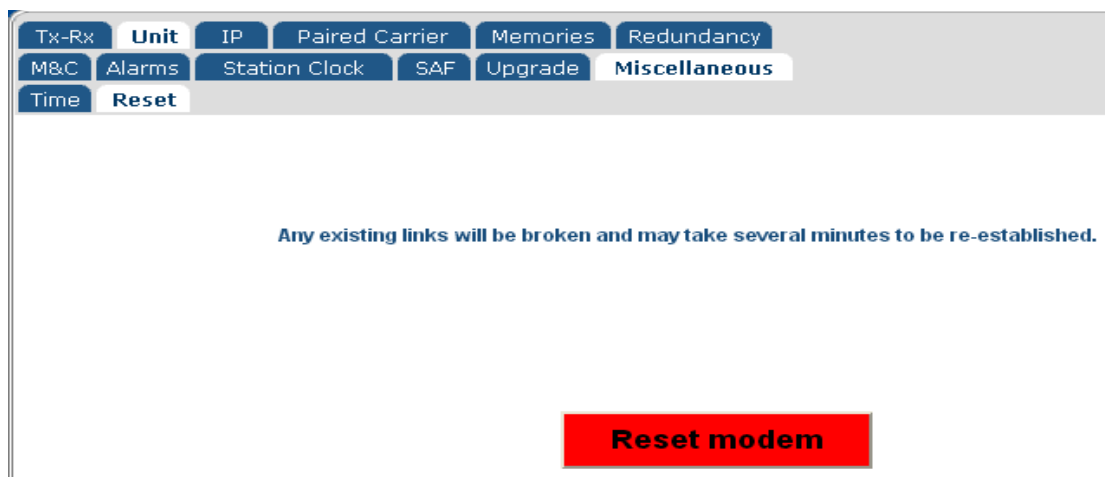 Tx-Rx Unit IP Paired Carrier Memories Redundancy
M&C Alarms Station Clock SAF Upgrade Miscellaneous
Time Reset
Any existing links will be broken and may take several minutes to be re-established.
Reset modem